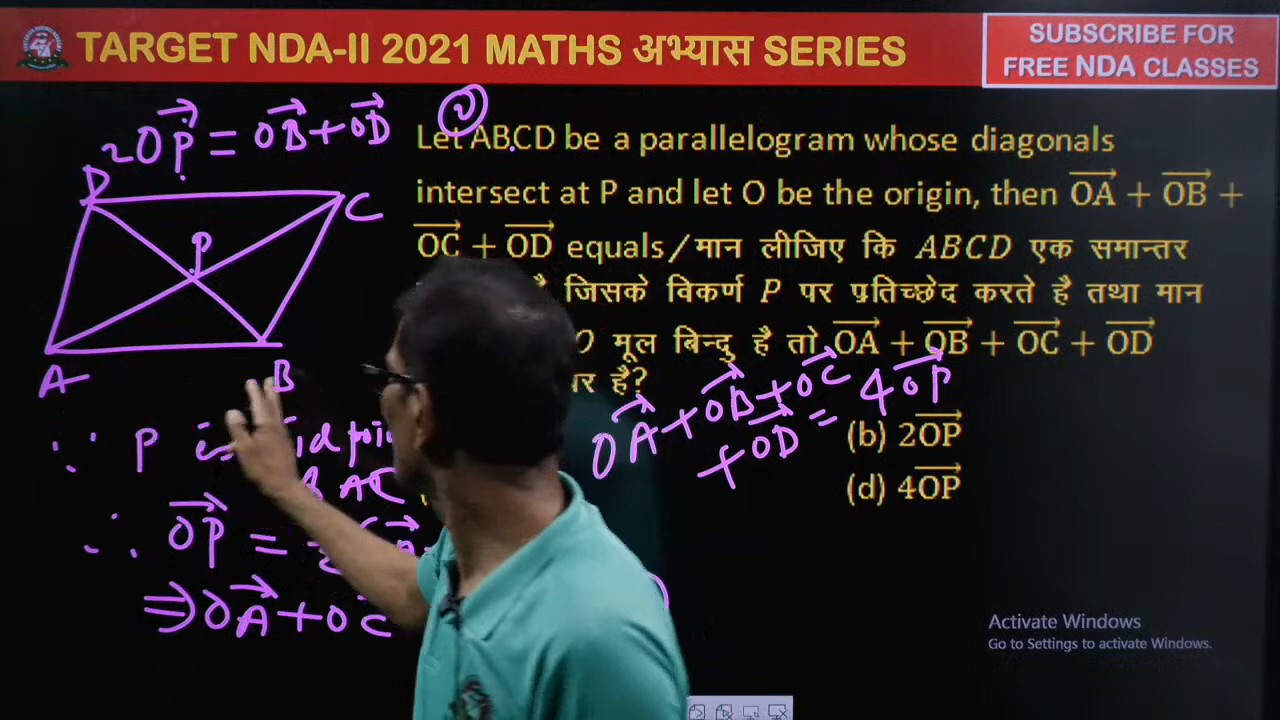 TARGET NDA-II 2021 MATHS अभ्यास SERIES
SUBSCRIBE FOR
FREE NDA CLASSES
2OP = OB + OD
②
Let ABCD be a parallelogram whose diagonals
intersect at P and let O be the origin, then OA + OB +
OC + OD equals/मान लीजिए कि ABCD एक समान्तर
जिसके विकर्ण P पर प्रतिच्छेद करते है तथा मान
O मूल बिन्दु है तो OA + OB + OC + OD
है?
D
C
P
A
B
OA + OB + OC
+ OD = 4OP
(b) 2OP
(d) 4OP
∵ P is
AC
∴ OP =
⇒ OA + OC
Activate Windows
Go to Settings to activate Windows.